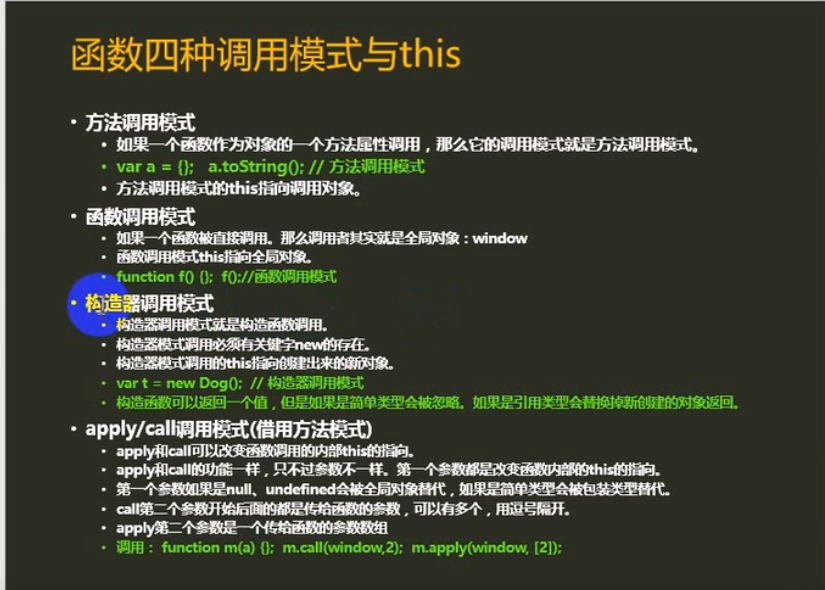 函数四种调用模式与this
• 方法调用模式
• 如果一个函数作为对象的一个方法属性调用，那么它的调用模式就是方法调用模式。
• var a = {};   a.toString(); // 方法调用模式
• 方法调用模式的this指向调用对象。
• 函数调用模式
• 如果一个函数被直接调用。那么调用者其实就是全局对象：window
• 函数调用模式this指向全局对象。
• function f() {};  f();//函数调用模式
• 构造器调用模式
• 构造器调用模式就是构造函数调用。
• 构造器模式调用必须有关键字new的存在。
• 构造器模式调用的this指向创建出来的新对象。
• var t = new Dog();  // 构造器调用模式
• 构造函数可以返回一个值，但是如果是简单类型会被忽略。如果是引用类型会替换掉新创建的对象返回。
• apply/call调用模式(借用方法模式)
• apply和call可以改变函数调用的内部this的指向。
• apply和call的功能一样，只不过参数不一样。第一个参数都是改变函数内部的this的指向。
• 第一个参数如果是null、undefined会被全局对象替代，如果是简单类型会被包装类型替代。
• call第二个参数开始后面的都是传给函数的参数，可以有多个，用逗号隔开。
• apply第二个参数是一个传给函数的参数数组
• 调用： function m(a) {};  m.call(window,2);  m.apply(window, [2]);